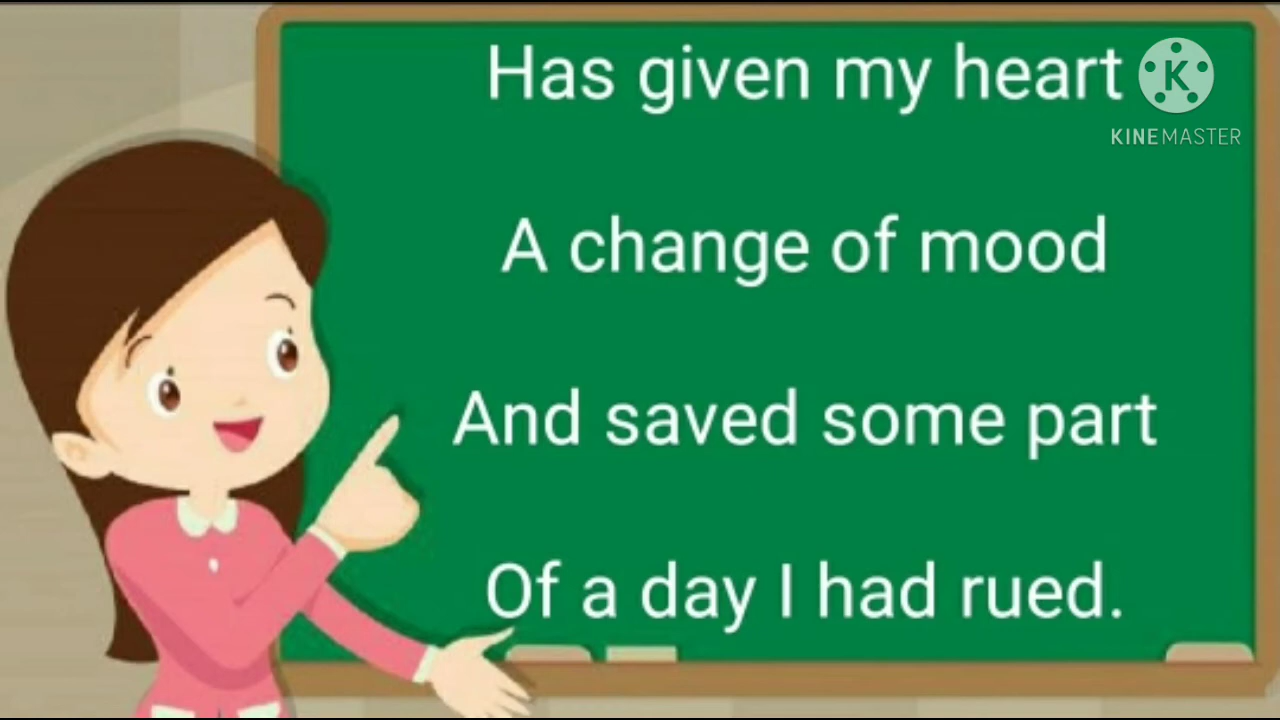 Has given my heart
KINEMASTER
A change of mood
And saved some part
Of a day I had rued.